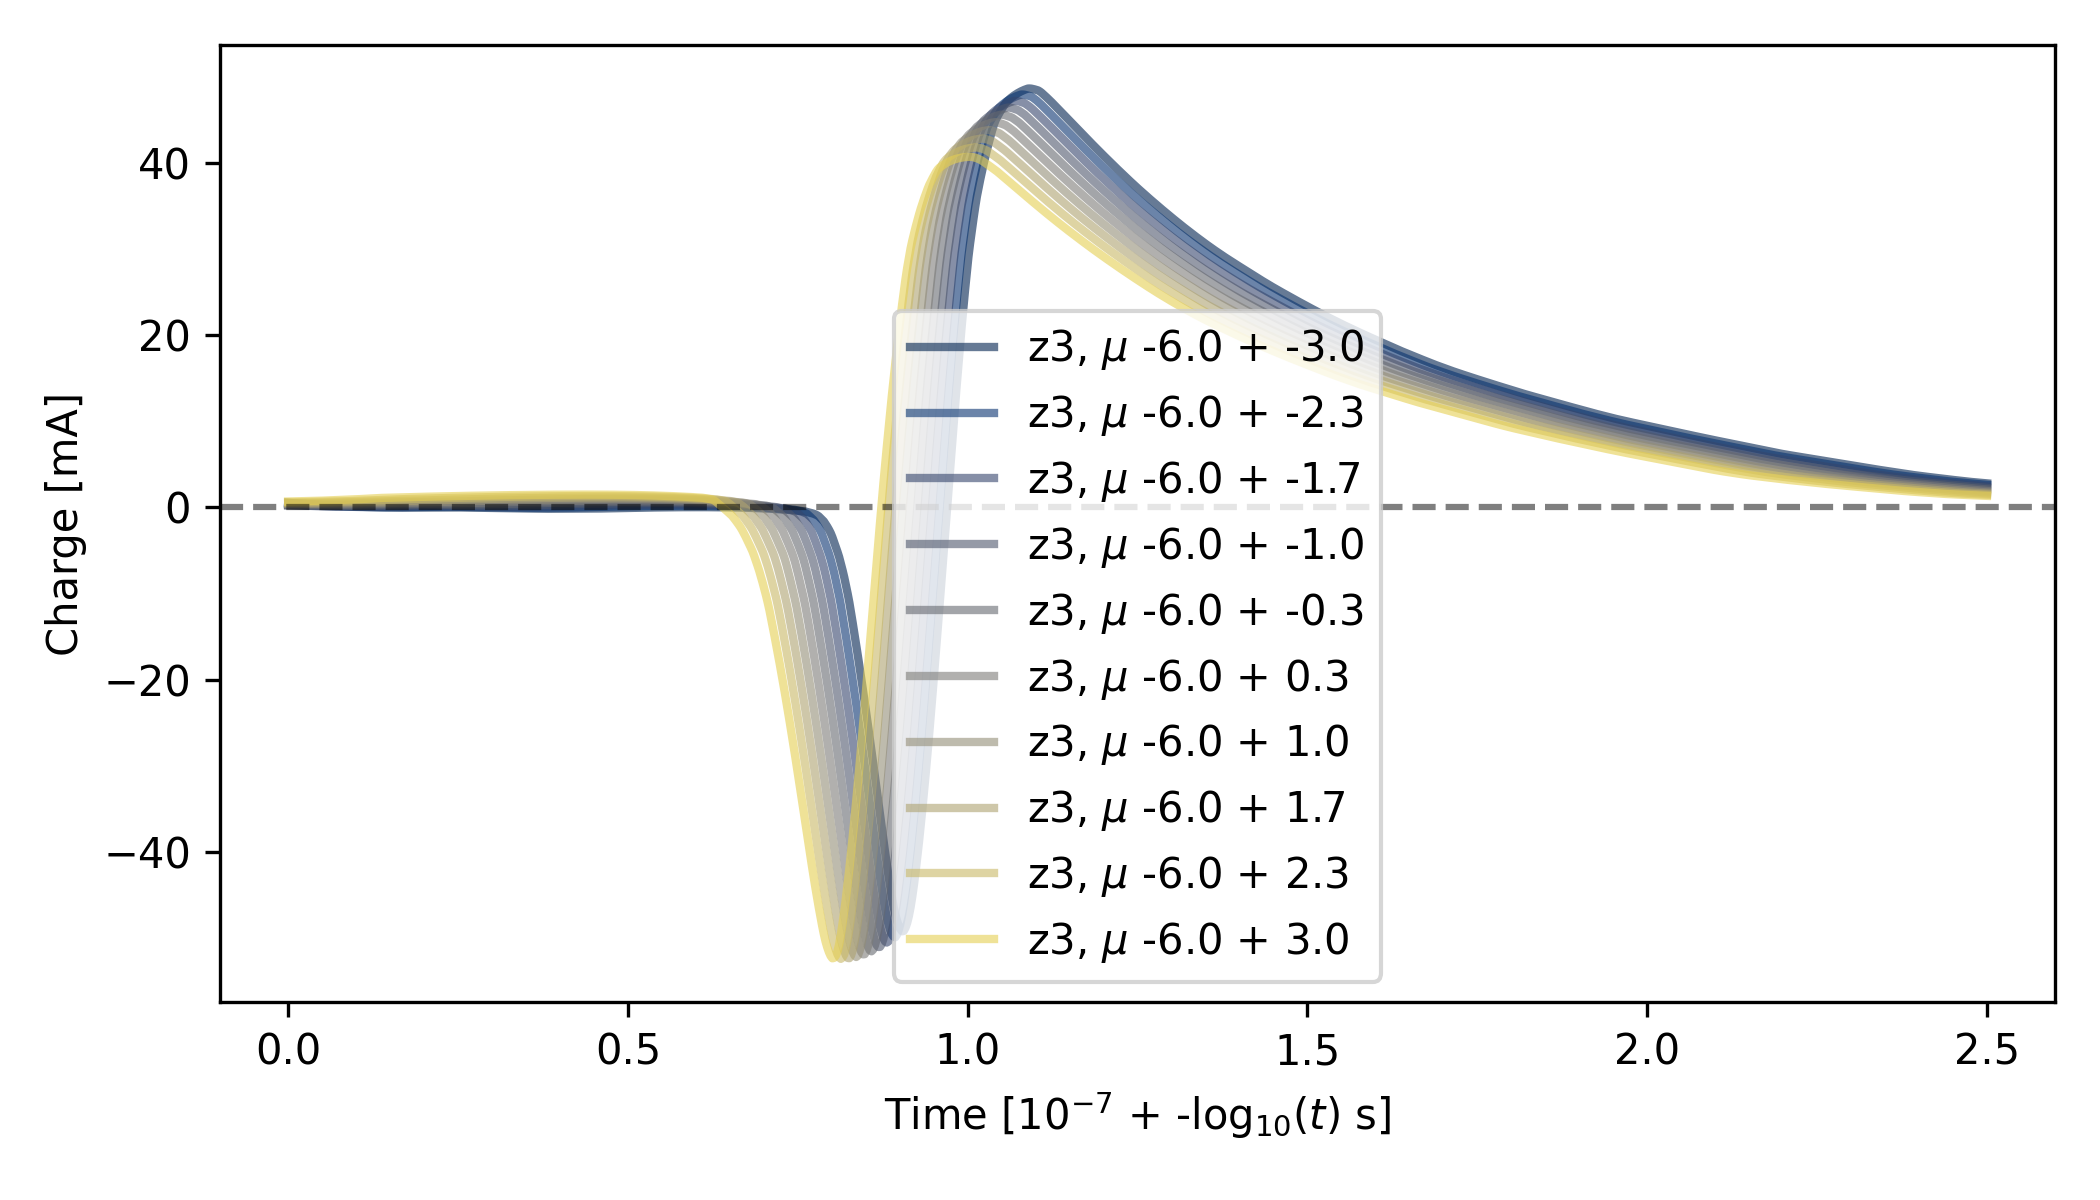 40
20
0
−20
−40
Charge [mA]
z3, μ -6.0 + -3.0
z3, μ -6.0 + -2.3
z3, μ -6.0 + -1.7
z3, μ -6.0 + -1.0
z3, μ -6.0 + -0.3
z3, μ -6.0 + 0.3
z3, μ -6.0 + 1.0
z3, μ -6.0 + 1.7
z3, μ -6.0 + 2.3
z3, μ -6.0 + 3.0
0.0 0.5 1.0 1.5 2.0 2.5
Time [10⁻⁷ + -log₁₀(t) s]